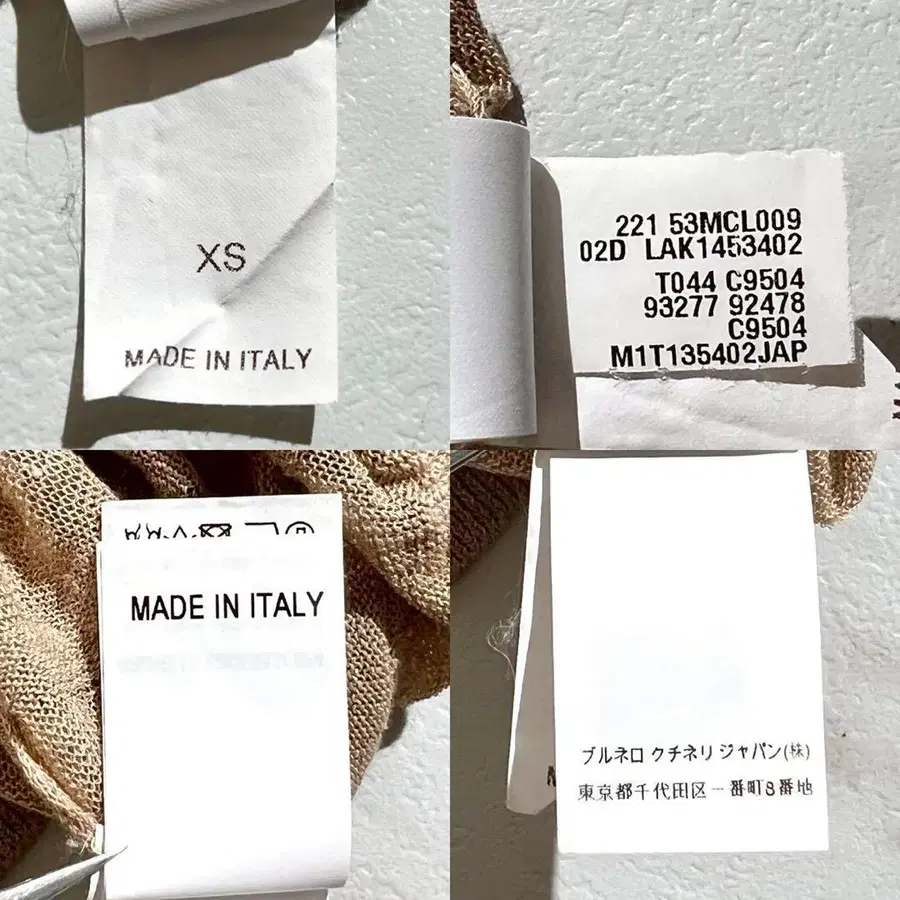 XS
MADE IN ITALY
221 53MCL009
02D LAK1453402
T044 C9504
93277 92478
C9504
M1T135402JAP
MADE IN ITALY
ブルネロ クチネリ ジャパン(株)
東京都千代田区一番町8番地